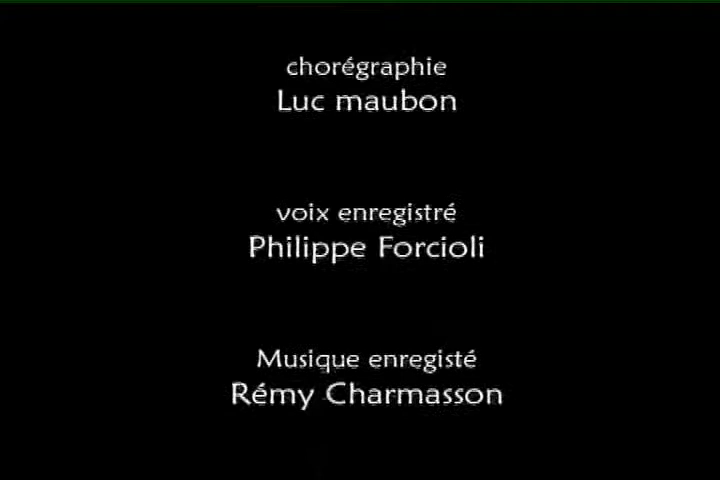 chorégraphie
Luc maubon
voix enregistré
Philippe Forcioli
Musique enregisté
Rémy Charmasson